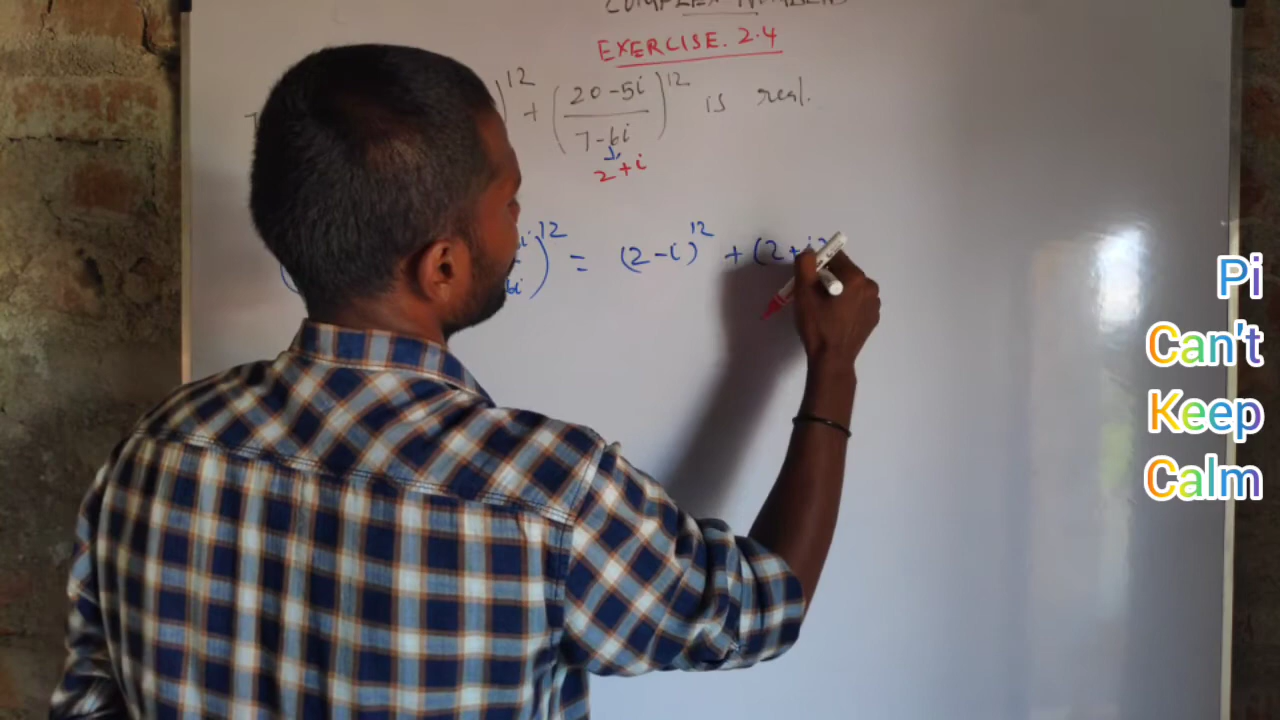 COMPLEX NUMBERS
EXERCISE. 2.4
)^12 + ((20 - 5i)/(7 - 6i))^12 is real.
2 + i
)^12 = (2 - i)^12 + (2 + i)
Pi
Can't
Keep
Calm